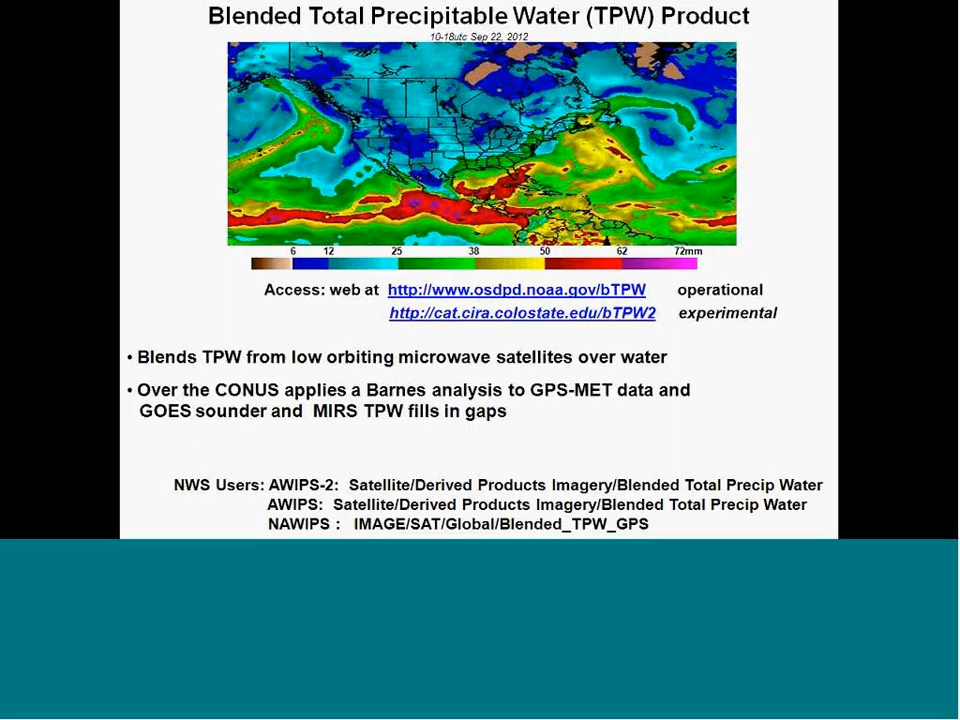 Blended Total Precipitable Water (TPW) Product
10-18utc Sep 22, 2012
6 12 25 38 50 62 72mm
Access: web at http://www.osdpd.noaa.gov/bTPW operational
http://cat.cira.colostate.edu/bTPW2 experimental
• Blends TPW from low orbiting microwave satellites over water
• Over the CONUS applies a Barnes analysis to GPS-MET data and
GOES sounder and MIRS TPW fills in gaps
NWS Users: AWIPS-2: Satellite/Derived Products Imagery/Blended Total Precip Water
AWIPS: Satellite/Derived Products Imagery/Blended Total Precip Water
NAWIPS : IMAGE/SAT/Global/Blended_TPW_GPS